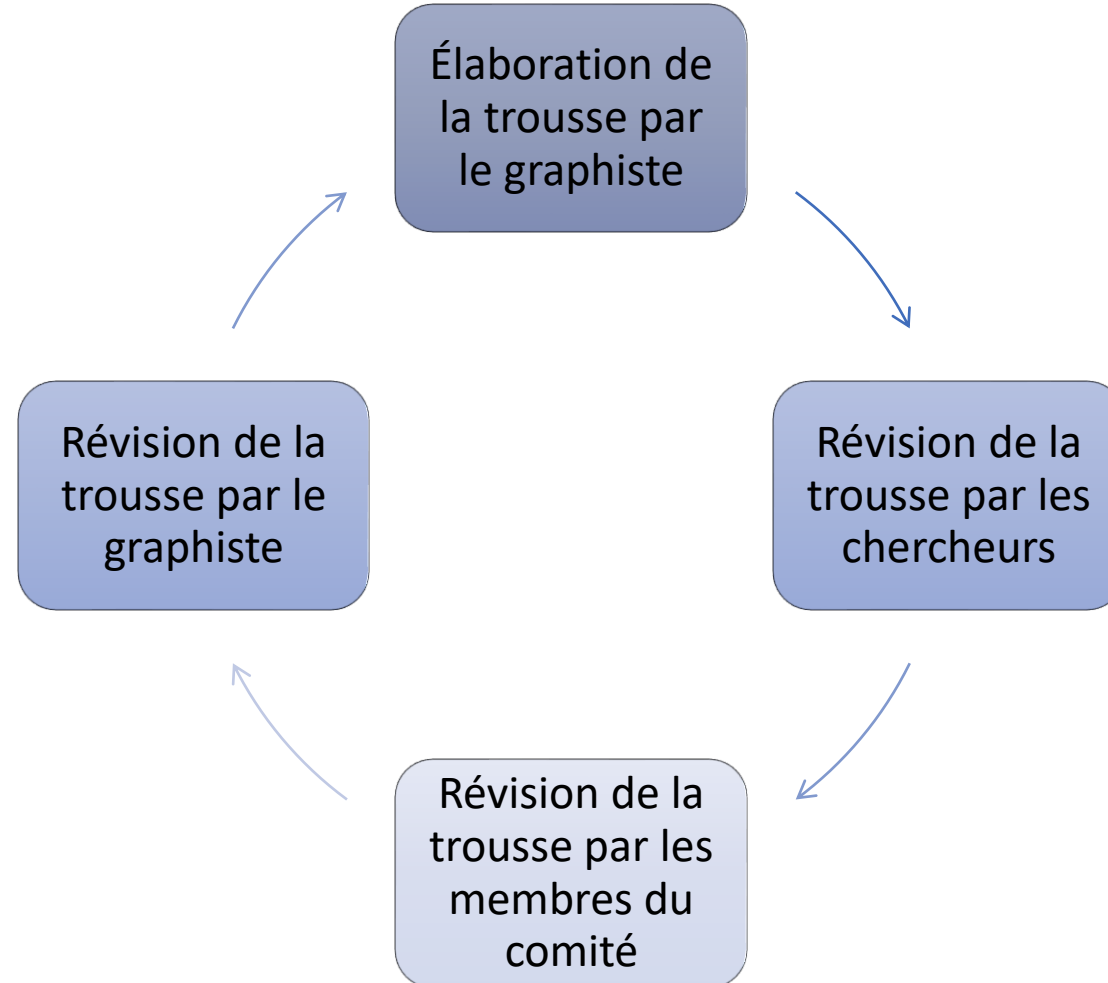 Élaboration de
la trousse par
le graphiste
Révision de la
trousse par les
chercheurs
Révision de la
trousse par les
membres du
comité
Révision de la
trousse par le
graphiste